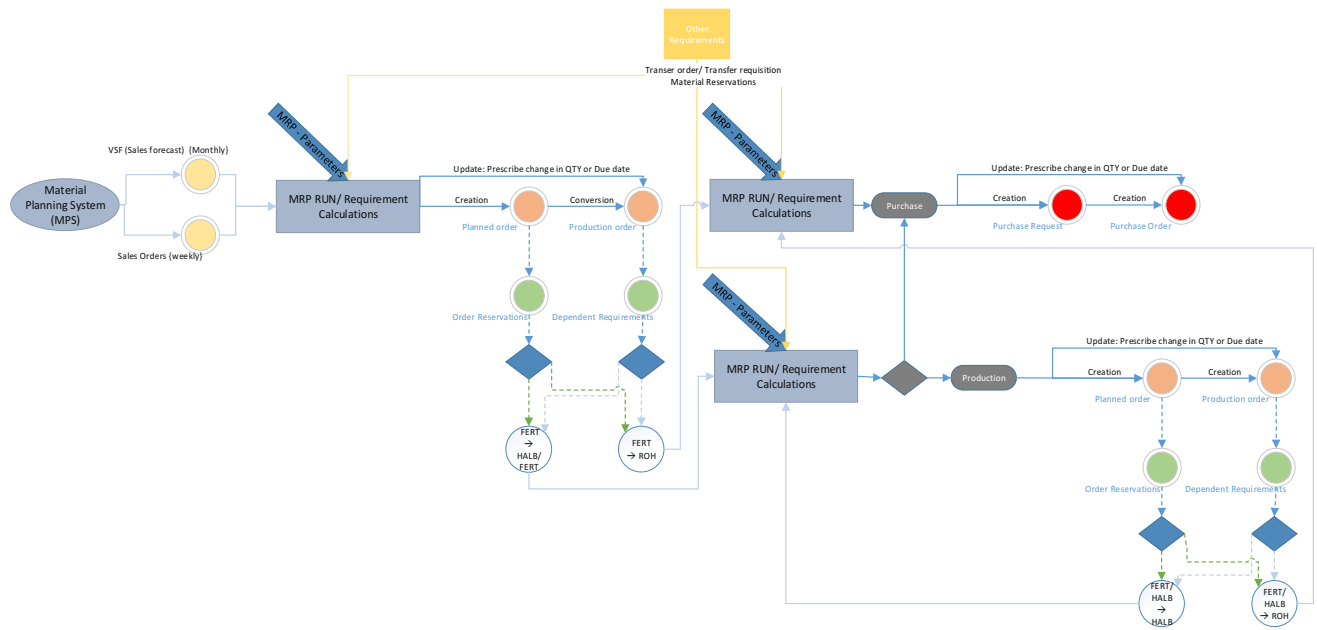 Other
Requirements
Transer order/ Transfer requisition
Material Reservations
MRP - Parameters
MRP - Parameters
VSF (Sales forecast) {Monthly}
Material
Planning System
(MPS)
Sales Orders {weekly}
MRP RUN/ Requirement
Calculations
Update: Prescribe change in QTY or Due date
Creation
Conversion
Planned order
Production order
MRP RUN/ Requirement
Calculations
Purchase
Update: Prescribe change in QTY or Due date
Creation
Creation
Purchase Request
Purchase Order
Order Reservations
Dependent Requirements
MRP - Parameters
MRP RUN/ Requirement
Calculations
Production
Update: Prescribe change in QTY or Due date
Creation
Creation
Planned order
Production order
FERT
→
HALB/
FERT
FERT
→ ROH
Order Reservations
Dependent Requirements
FERT/
HALB
→
HALB
FERT/
HALB
→ ROH